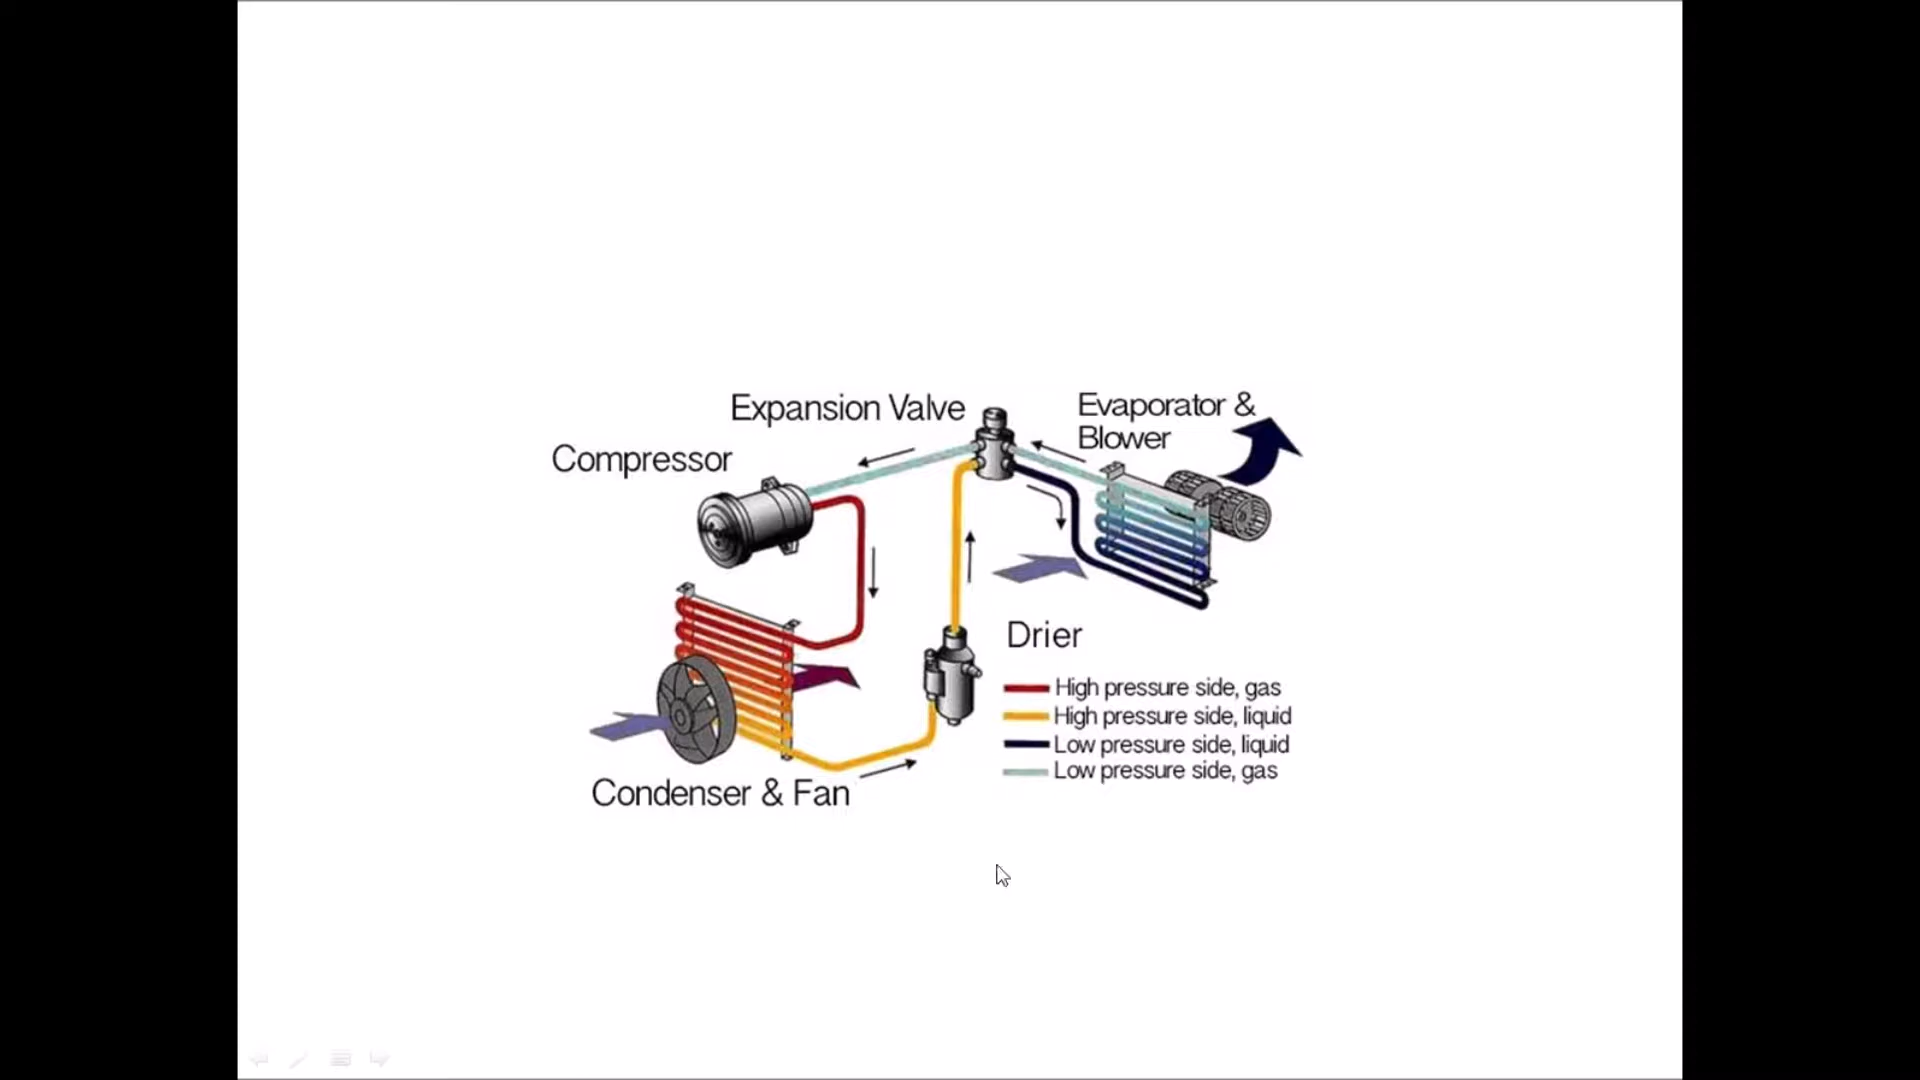 Expansion Valve
Evaporator &
Blower
Compressor
Drier
High pressure side, gas
High pressure side, liquid
Low pressure side, liquid
Low pressure side, gas
Condenser & Fan